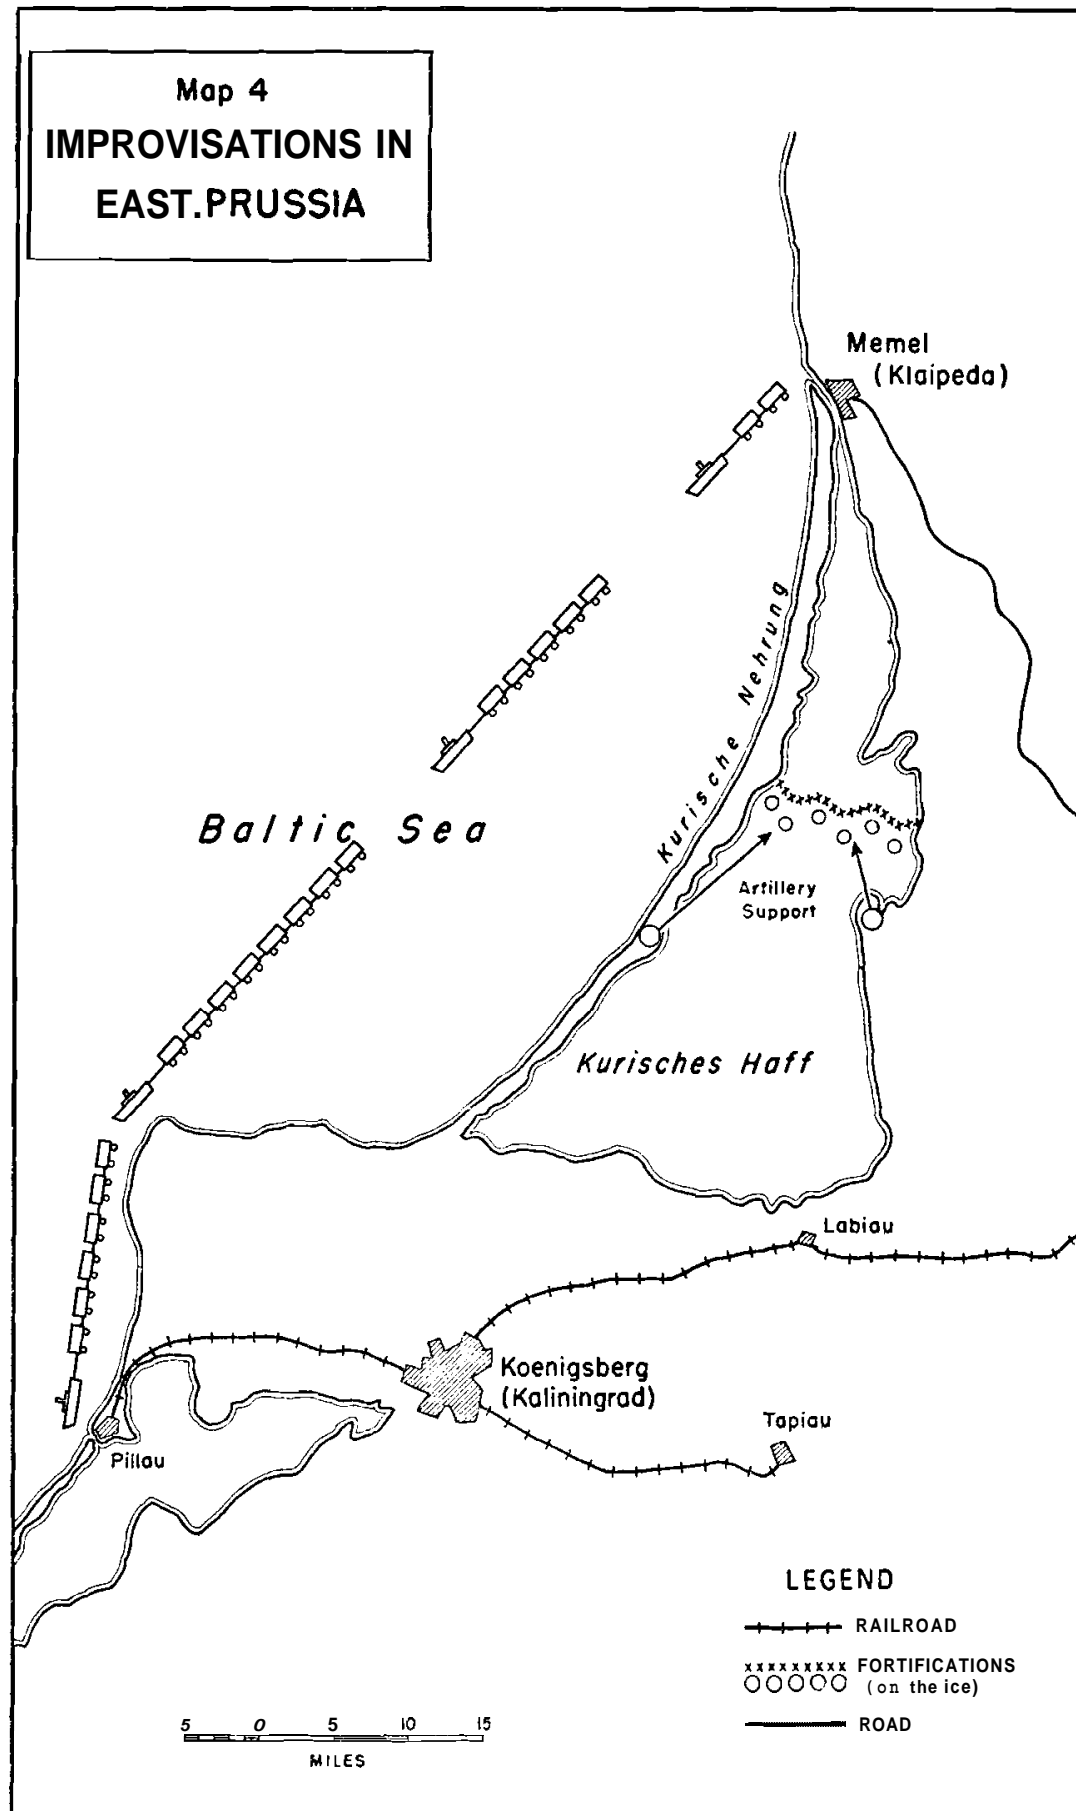 Map 4
IMPROVISATIONS IN
EAST.PRUSSIA
Memel
(Klaipeda)
Kurische Nehrung
Baltic Sea
Artillery
Support
Kurisches Haff
Labiau
Koenigsberg
(Kaliningrad)
Tapiau
Pillau
LEGEND
RAILROAD
FORTIFICATIONS
(on the ice)
ROAD
5 0 5 10 15
MILES